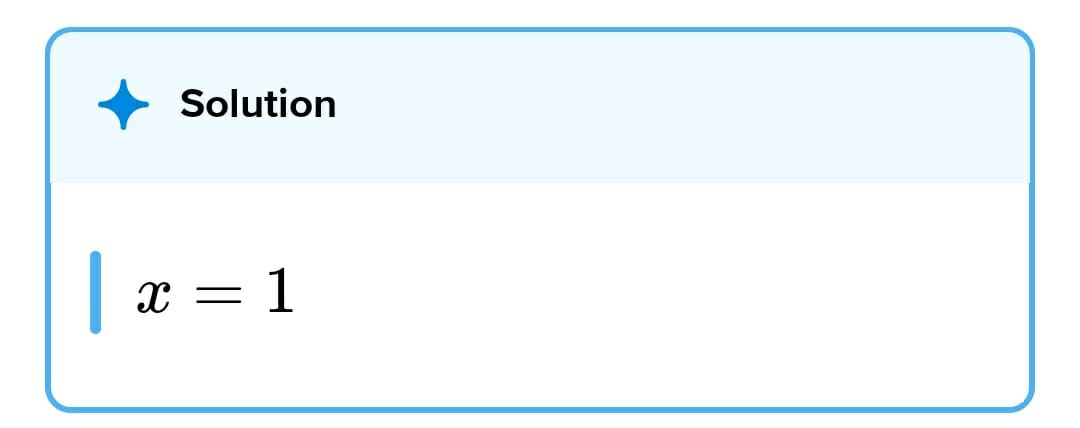 Solution
x = 1